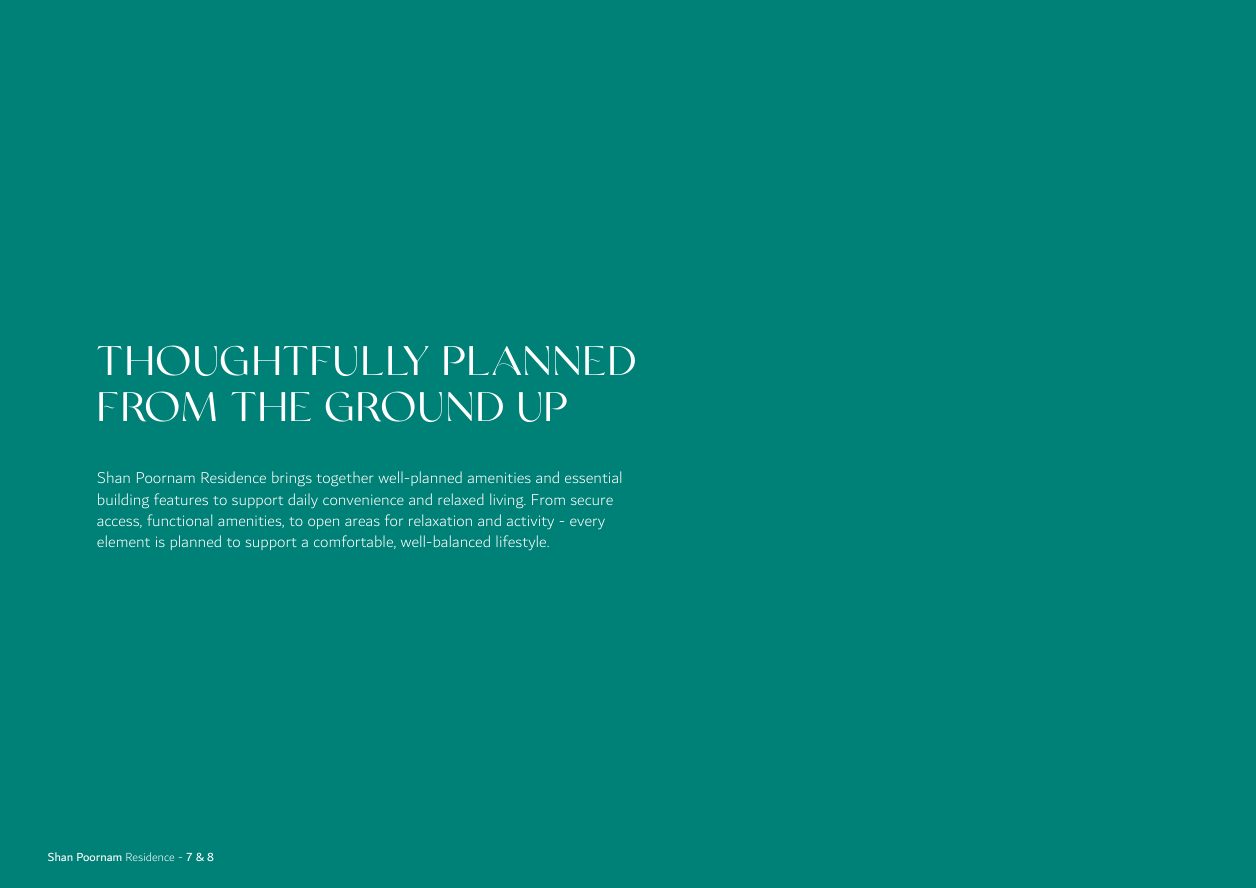 THOUGHTFULLY PLANNED
FROM THE GROUND UP
Shan Poornam Residence brings together well-planned amenities and essential
building features to support daily convenience and relaxed living. From secure
access, functional amenities, to open areas for relaxation and activity - every
element is planned to support a comfortable, well-balanced lifestyle.
Shan Poornam Residence - 7 & 8